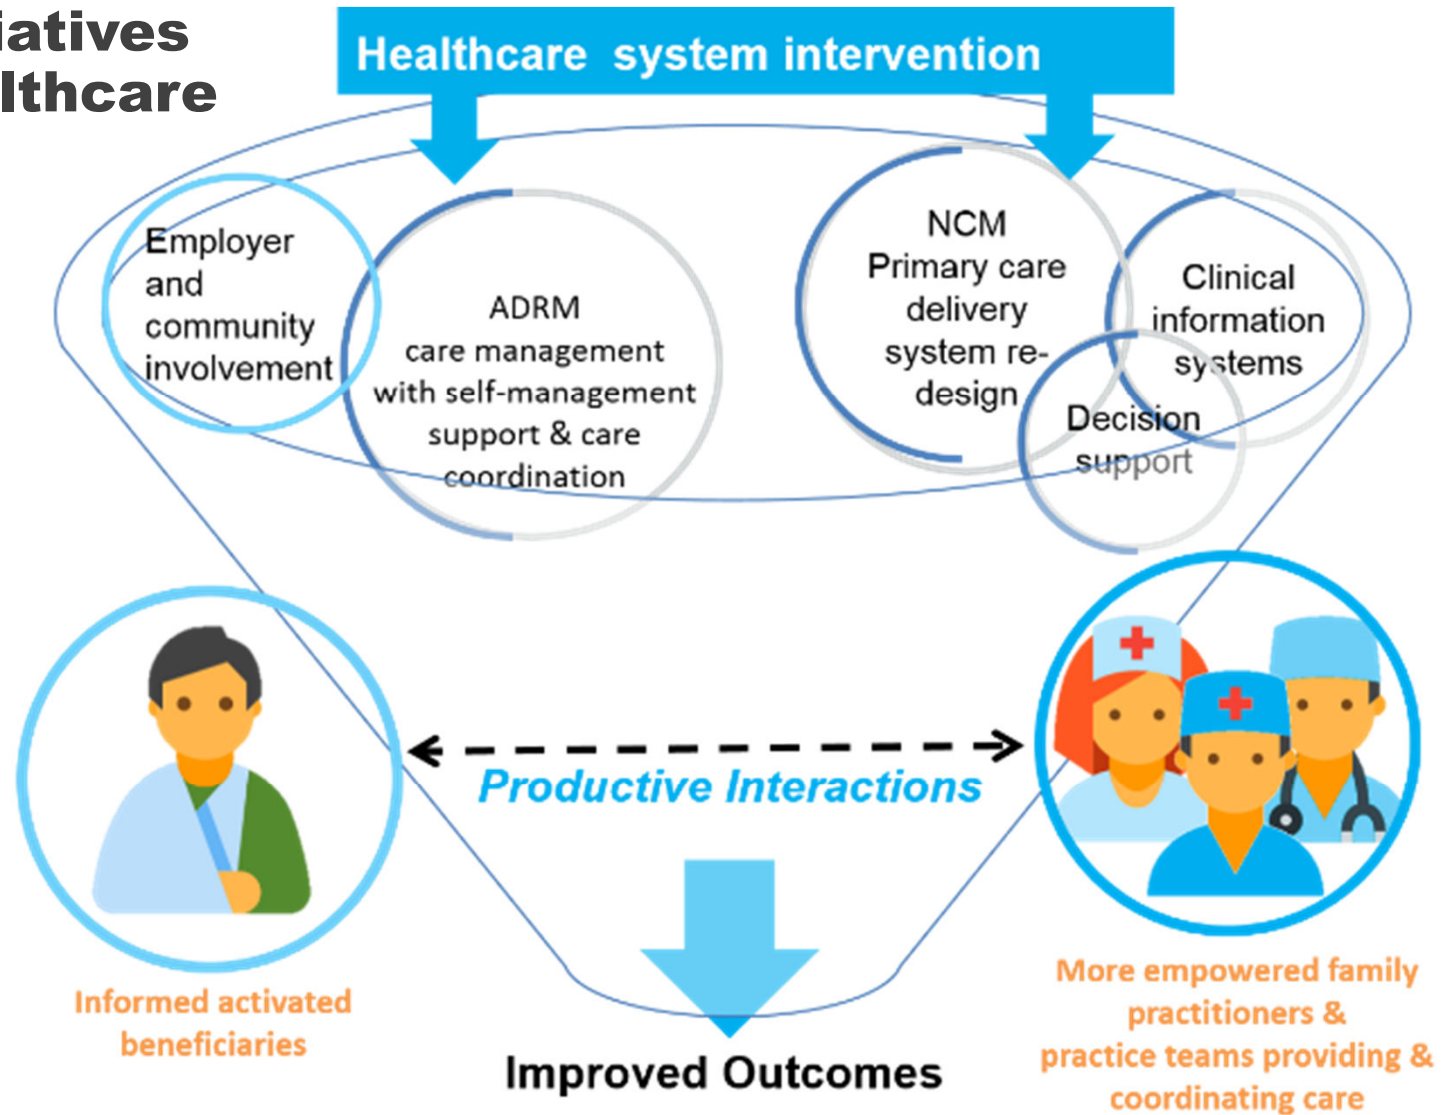 iatives
lthcare
Healthcare system intervention
Employer
and
community
involvement
ADRM
care management
with self-management
support & care
coordination
NCM
Primary care
delivery
system re-
design
Clinical
information
systems
Decision
support
Productive Interactions
Informed activated
beneficiaries
Improved Outcomes
More empowered family
practitioners &
practice teams providing &
coordinating care